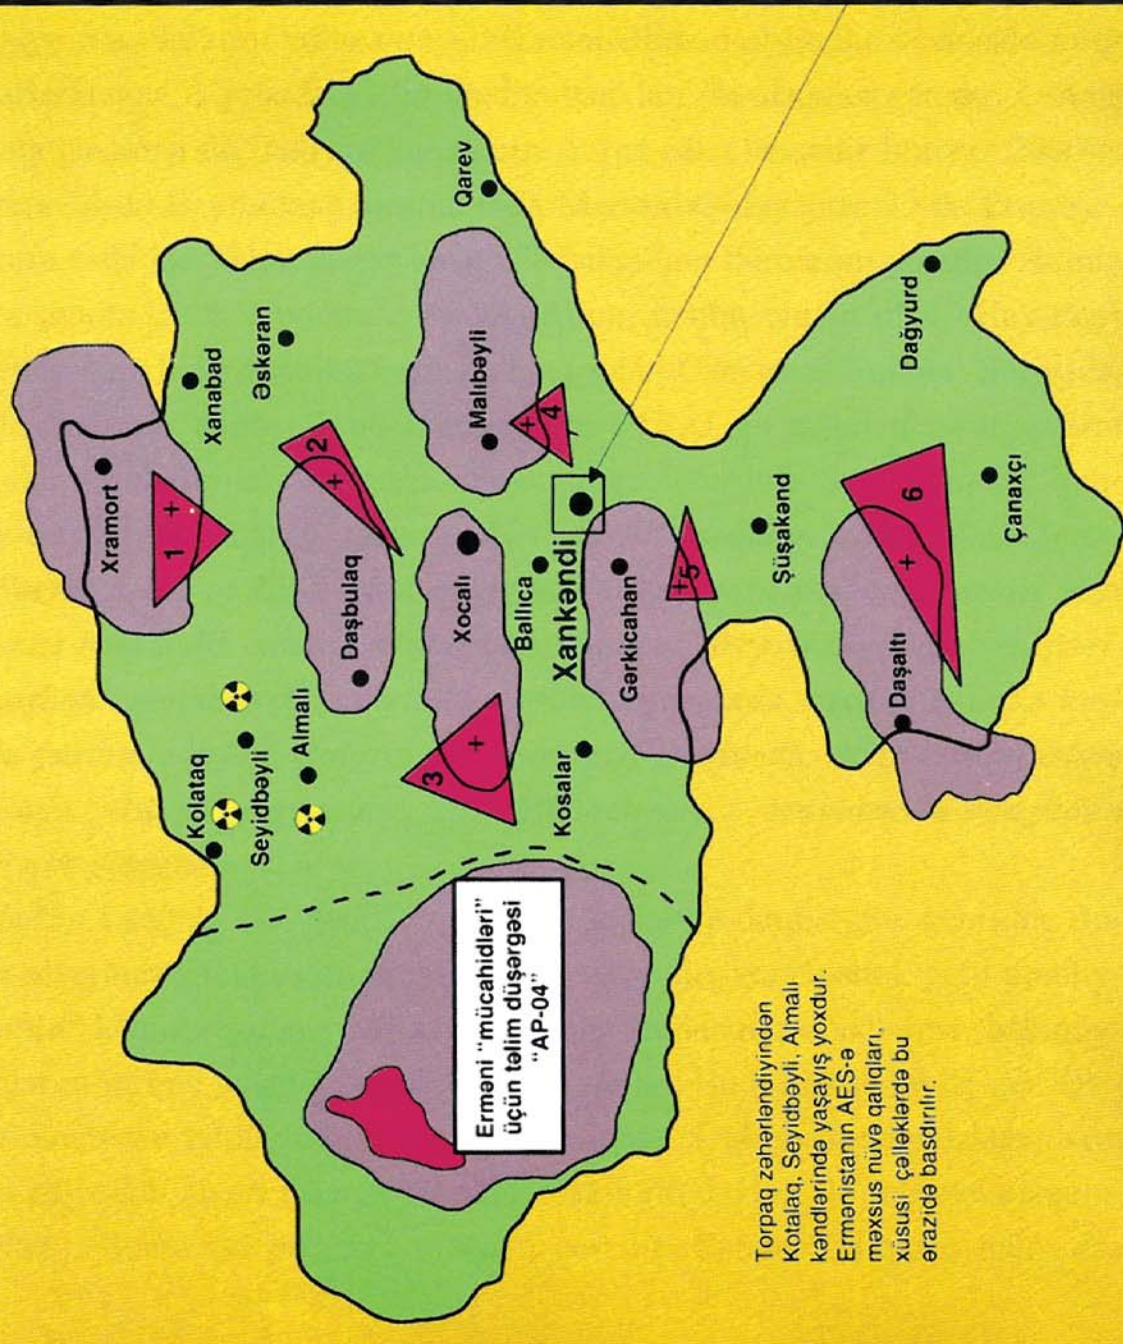 Qarev
Dağyurd
Xanabad
Əskəran
Malıbəyli
Xramort
1
+
2
+
+
4
Daşbulaq
Xocalı
Ballıca
Xankəndi
Gərkicahan
+
5
Şüşakənd
+
6
Çanaxçı
Daşaltı
Kolataq
Seyidbəyli
Almalı
3
+
Kosalar
Erməni "mücahidləri"
üçün təlim düşərgəsi
"AP-04"
Torpaq zəhərləndiyindən
Kotalaq, Seyidbəyli, Almalı
kəndlərində yaşayış yoxdur.
Ermənistanın AES-ə
məxsus nüvə qalıqları,
xüsusi çəlləklərdə bu
ərazidə basdırılır.